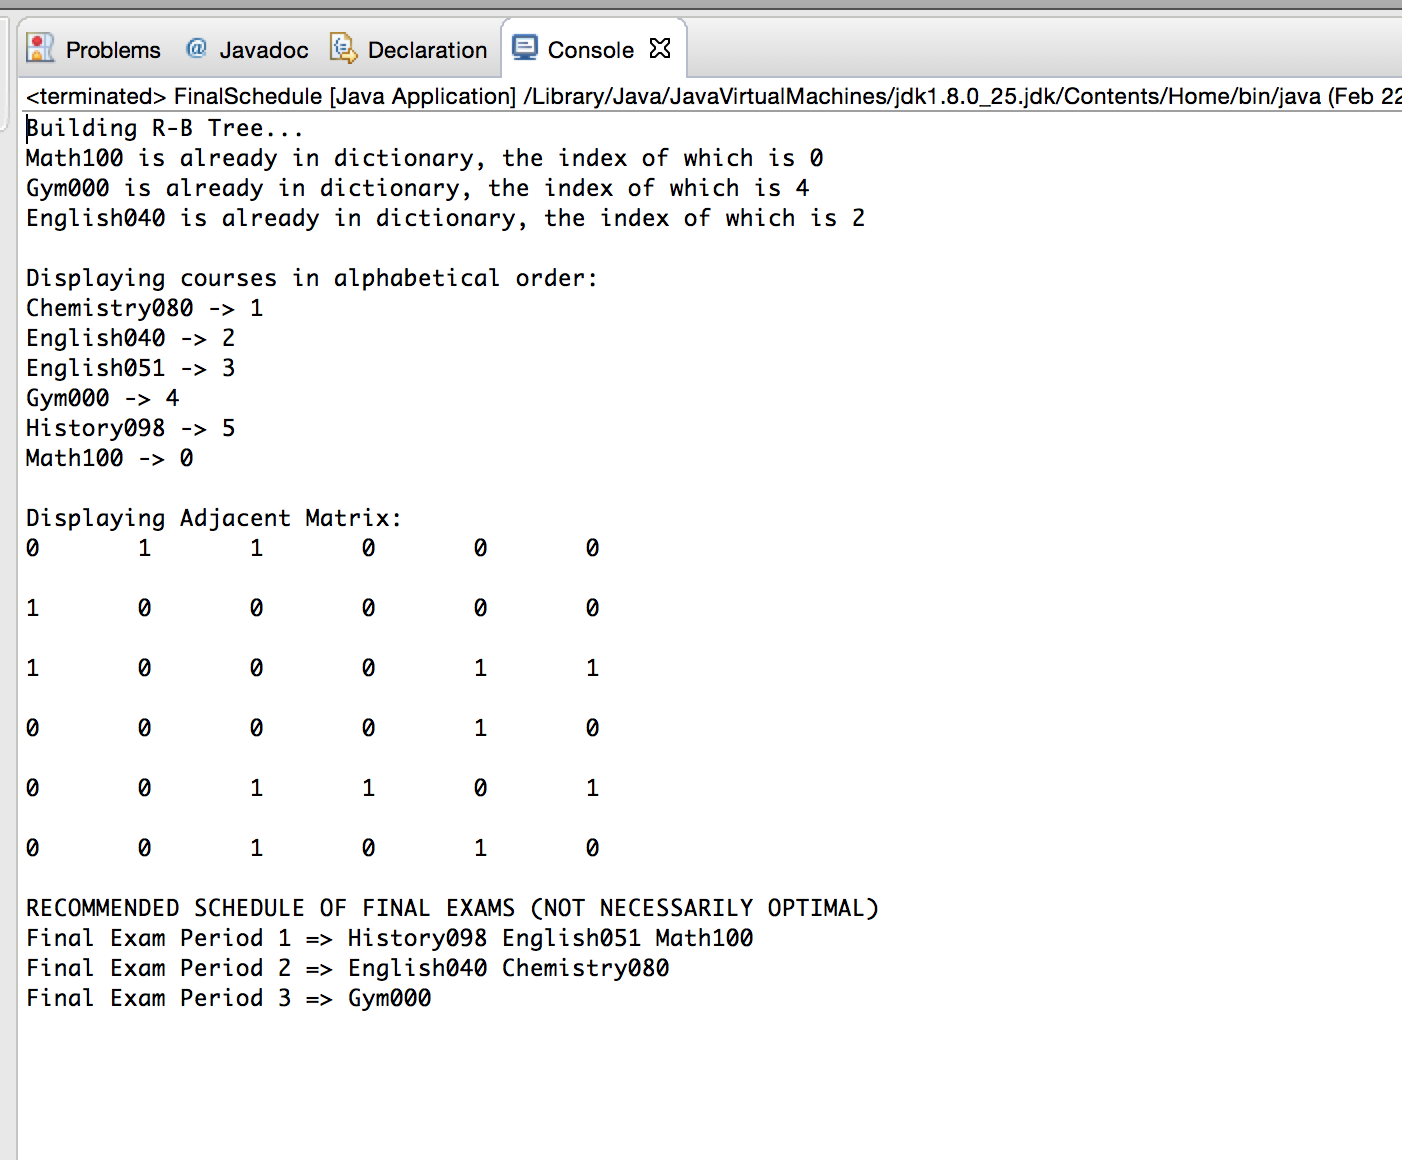 Problems @ Javadoc Declaration Console
<terminated> FinalSchedule [Java Application] /Library/Java/JavaVirtualMachines/jdk1.8.0_25.jdk/Contents/Home/bin/java (Feb 22
Building R-B Tree...
Math100 is already in dictionary, the index of which is 0
Gym000 is already in dictionary, the index of which is 4
English040 is already in dictionary, the index of which is 2
Displaying courses in alphabetical order:
Chemistry080 -> 1
English040 -> 2
English051 -> 3
Gym000 -> 4
History098 -> 5
Math100 -> 0
Displaying Adjacent Matrix:
0 1 1 0 0 0
1 0 0 0 0 0
1 0 0 0 1 1
0 0 0 0 1 0
0 0 1 1 0 1
0 0 1 0 1 0
RECOMMENDED SCHEDULE OF FINAL EXAMS (NOT NECESSARILY OPTIMAL)
Final Exam Period 1 => History098 English051 Math100
Final Exam Period 2 => English040 Chemistry080
Final Exam Period 3 => Gym000